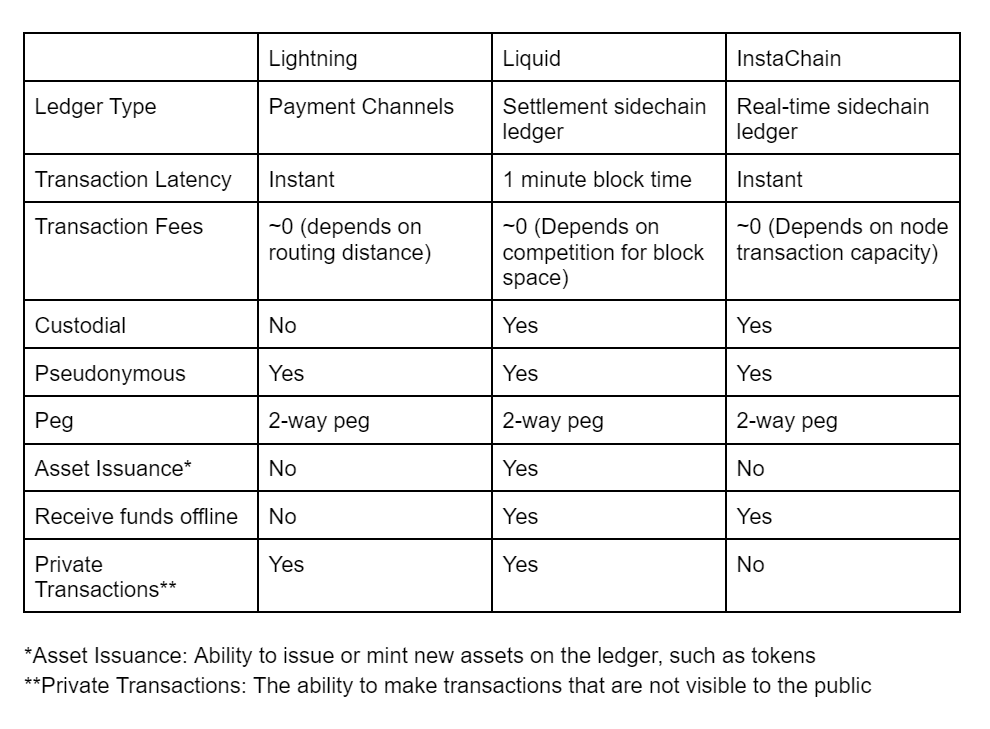 Lightning Liquid InstaChain
Ledger Type Payment Channels Settlement sidechain Real-time sidechain
ledger ledger
Transaction Latency Instant 1 minute block time Instant
Transaction Fees ~0 (depends on ~0 (Depends on ~0 (Depends on node
routing distance) competition for block transaction capacity)
space)
Custodial No Yes Yes
Pseudonymous Yes Yes Yes
Peg 2-way peg 2-way peg 2-way peg
Asset Issuance* No Yes No
Receive funds offline No Yes Yes
Private Yes Yes No
Transactions**
*Asset Issuance: Ability to issue or mint new assets on the ledger, such as tokens
**Private Transactions: The ability to make transactions that are not visible to the public